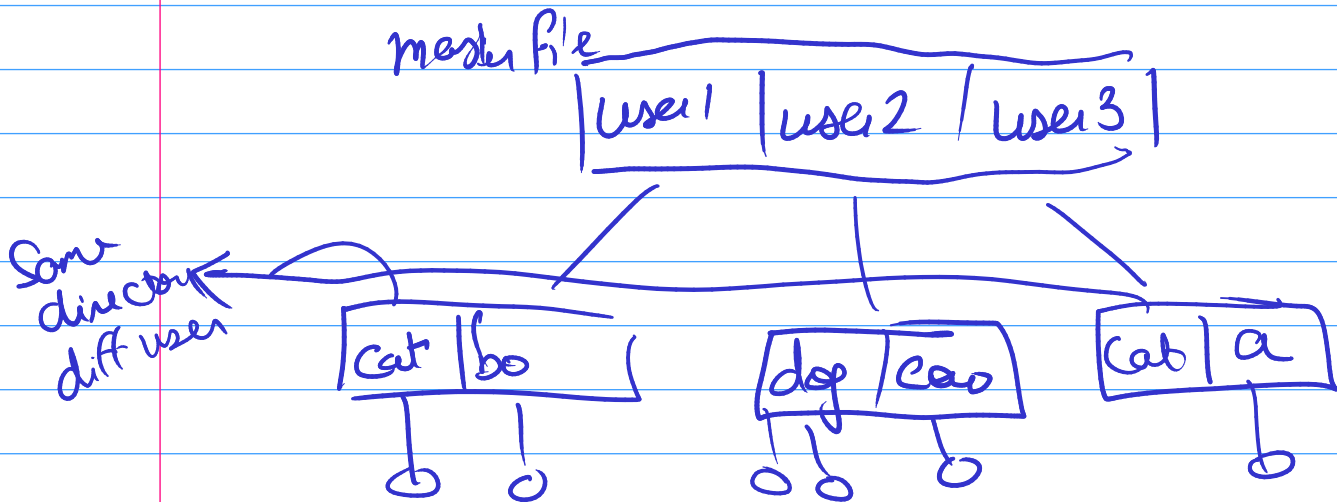 master file
user1 user2 user3
Same
directory
diff user
cat bo
dog cao
cat a